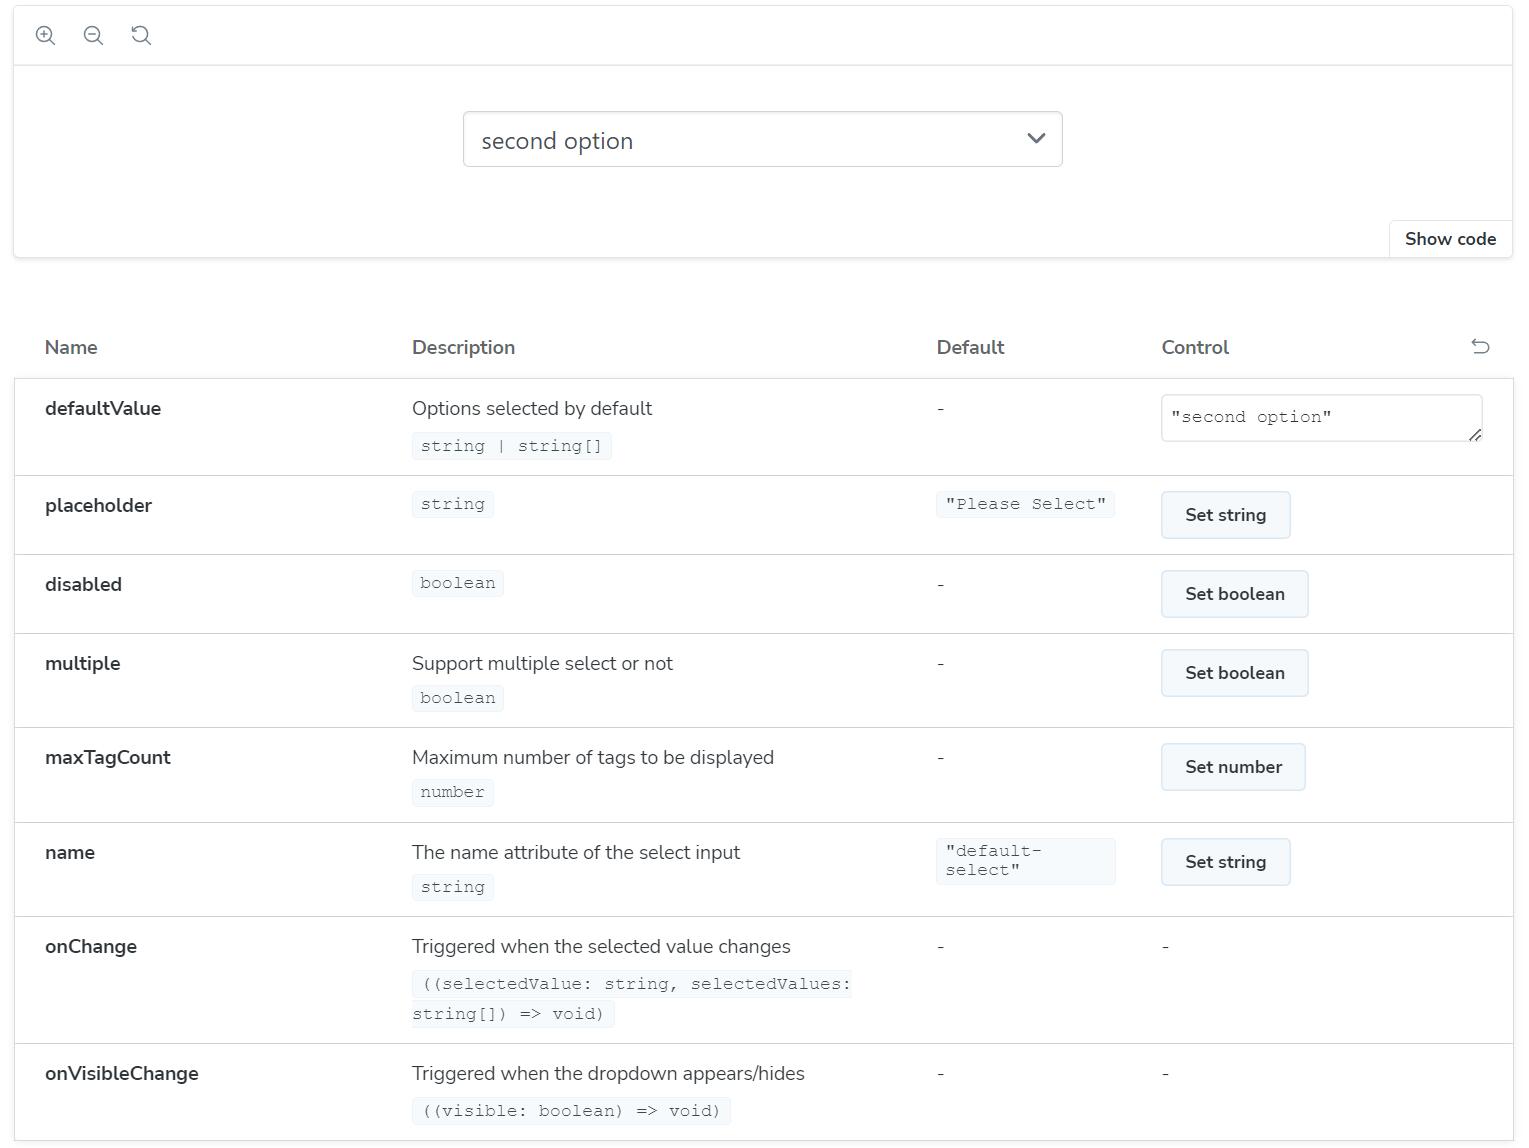 second option
Show code
Name Description Default Control
defaultValue Options selected by default - "second option"
string | string[]
placeholder string "Please Select" Set string
disabled boolean - Set boolean
multiple Support multiple select or not - Set boolean
boolean
maxTagCount Maximum number of tags to be displayed - Set number
number
name The name attribute of the select input "default-
select" Set string
string
onChange Triggered when the selected value changes - -
((selectedValue: string, selectedValues:
string[]) => void)
onVisibleChange Triggered when the dropdown appears/hides - -
((visible: boolean) => void)